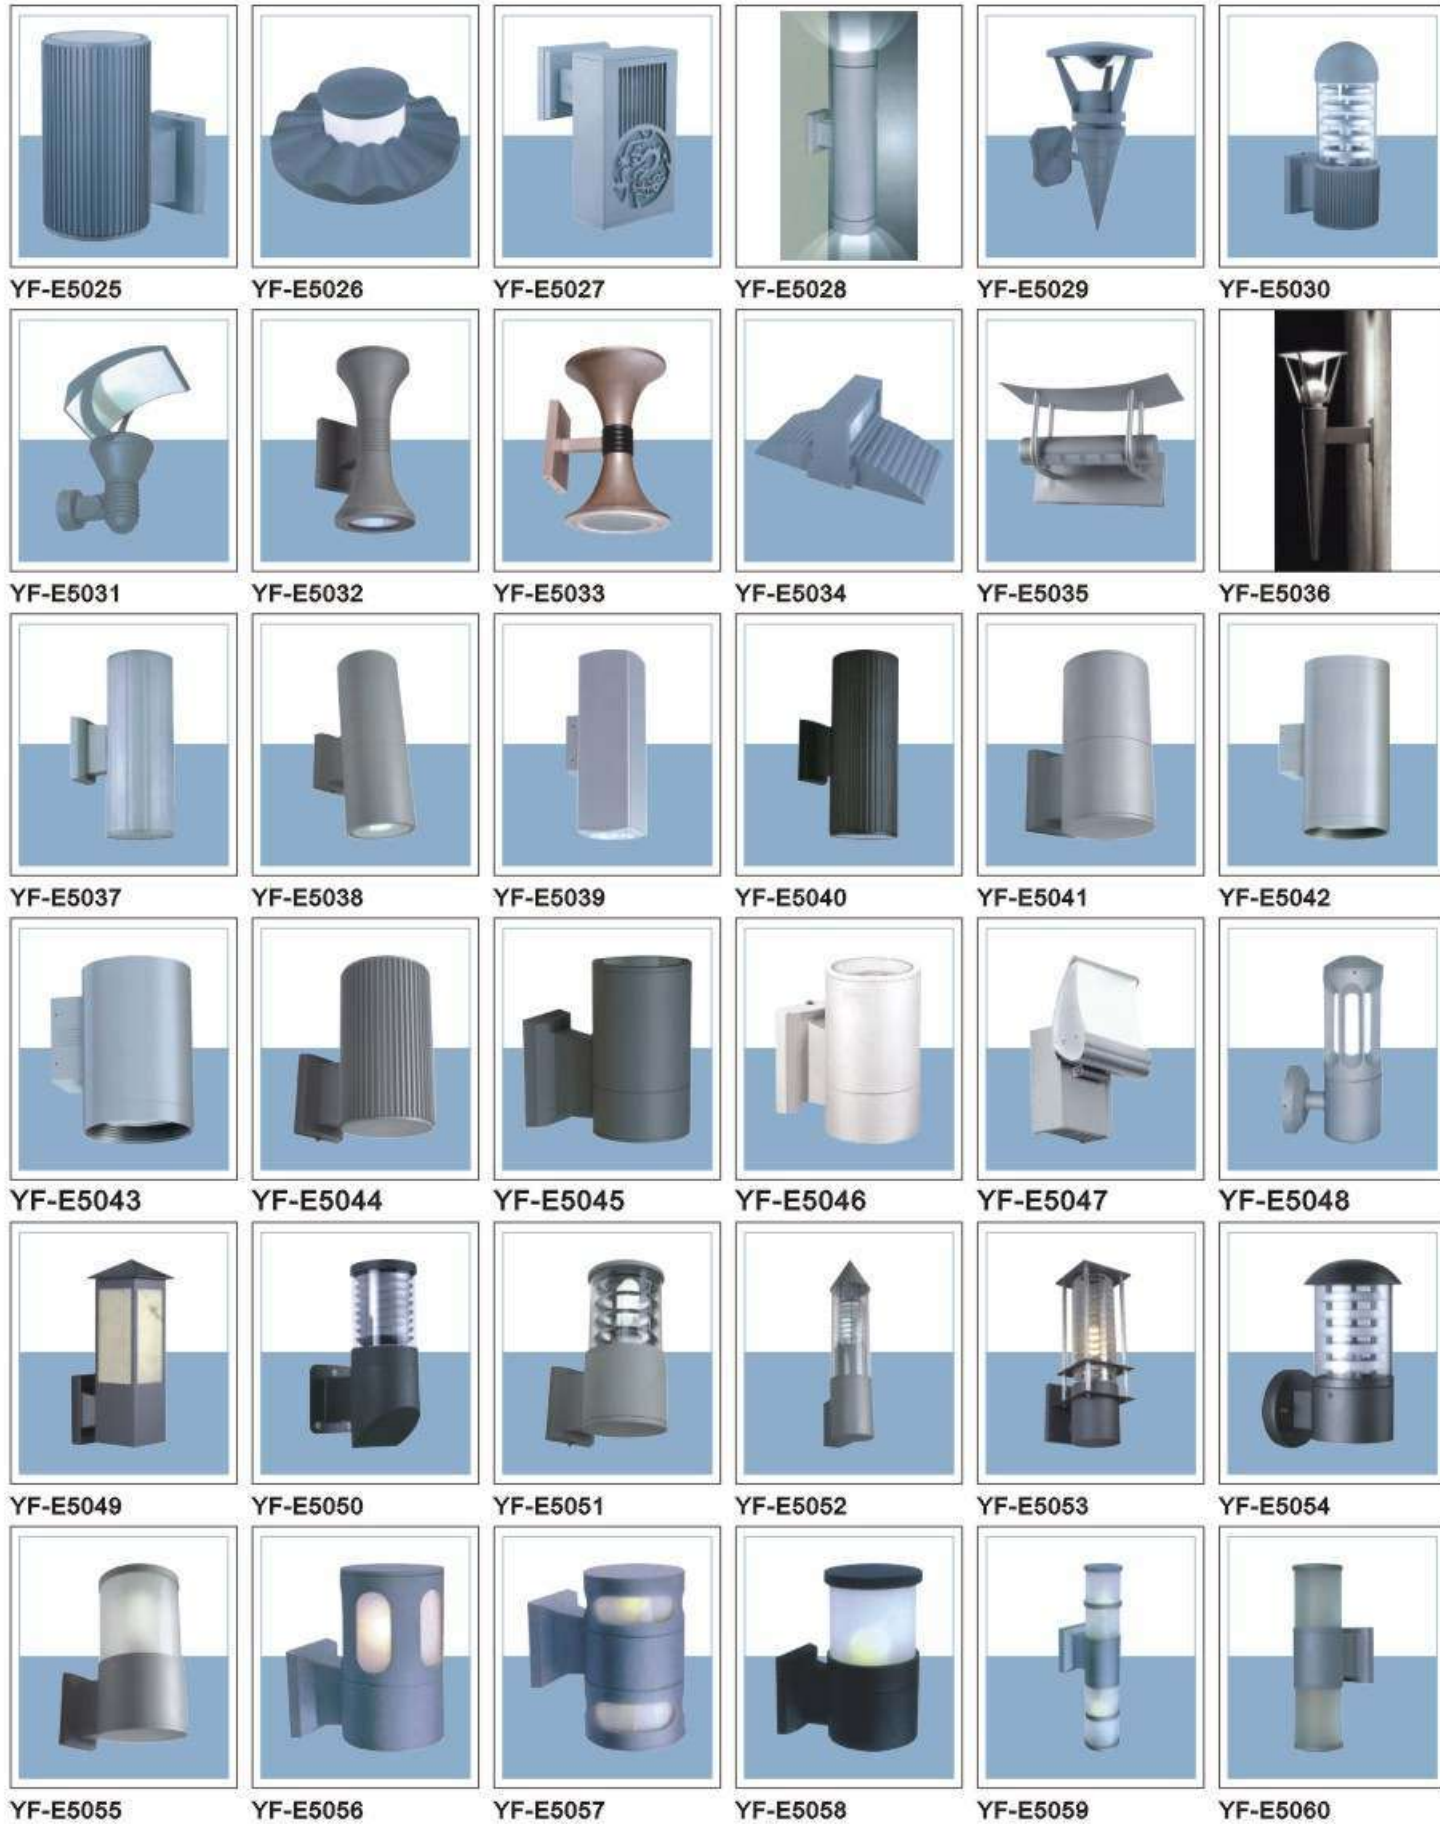 YF-E5025 YF-E5026 YF-E5027 YF-E5028 YF-E5029 YF-E5030
YF-E5031 YF-E5032 YF-E5033 YF-E5034 YF-E5035 YF-E5036
YF-E5037 YF-E5038 YF-E5039 YF-E5040 YF-E5041 YF-E5042
YF-E5043 YF-E5044 YF-E5045 YF-E5046 YF-E5047 YF-E5048
YF-E5049 YF-E5050 YF-E5051 YF-E5052 YF-E5053 YF-E5054
YF-E5055 YF-E5056 YF-E5057 YF-E5058 YF-E5059 YF-E5060